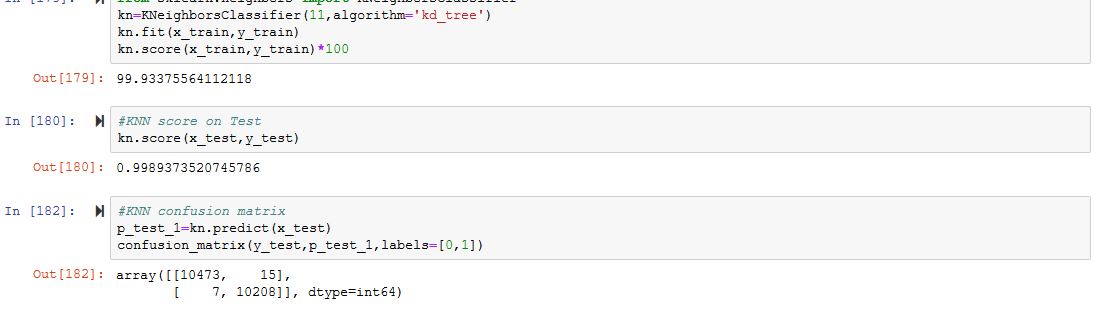 In [179]: from sklearn.neighbors import KNeighborsClassifier
kn=KNeighborsClassifier(11,algorithm='kd_tree')
kn.fit(x_train,y_train)
kn.score(x_train,y_train)*100
Out[179]: 99.93375564112118
In [180]: #KNN score on Test
kn.score(x_test,y_test)
Out[180]: 0.9989373520745786
In [182]: #KNN confusion matrix
p_test_1=kn.predict(x_test)
confusion_matrix(y_test,p_test_1,labels=[0,1])
Out[182]: array([[10473,    15],
[    7, 10208]], dtype=int64)